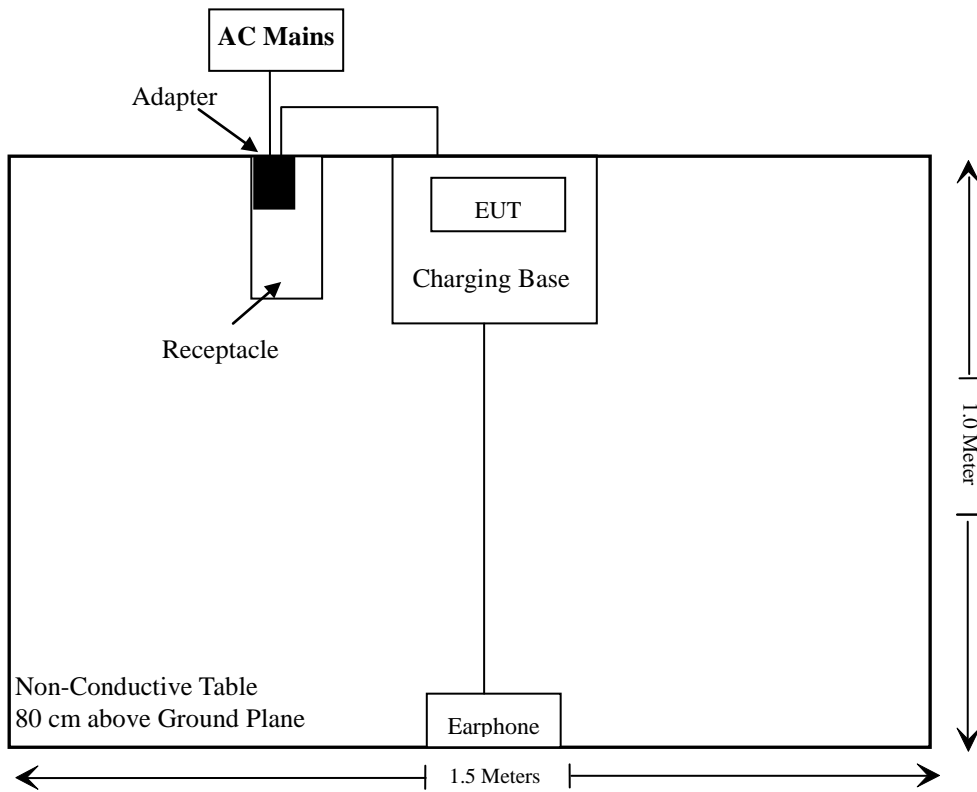 AC Mains
Adapter
EUT
Charging Base
Receptacle
1.0 Meter
Non-Conductive Table
80 cm above Ground Plane
Earphone
1.5 Meters